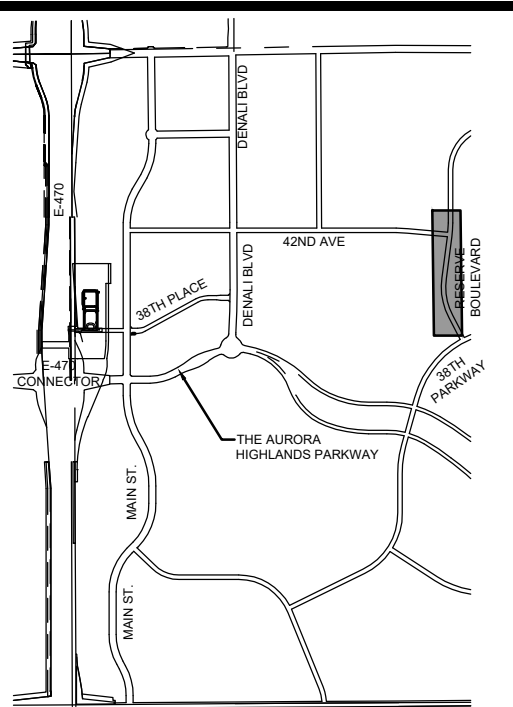 DENALI BLVD
E-470
42ND AVE
RESERVE
BOULEVARD
DENALI BLVD
38TH PLACE
E-470
CONNECTOR
38TH
PARKWAY
THE AURORA
HIGHLANDS PARKWAY
MAIN ST.
MAIN ST.